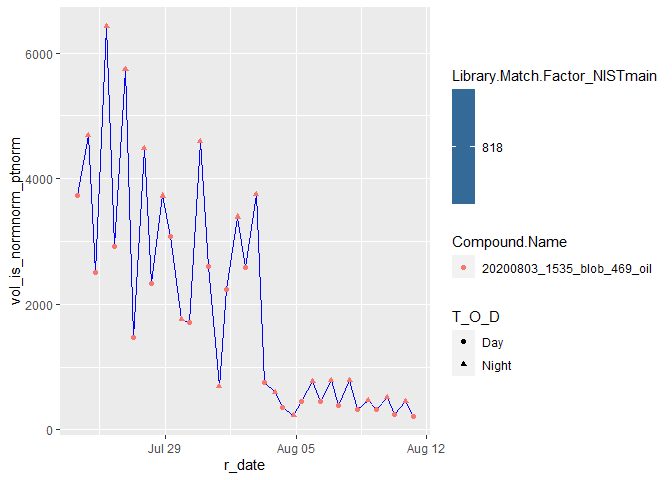 vol_is_normnorm_ptnorm
6000
4000
2000
0
Jul 29
Aug 05
Aug 12
r_date
Library.Match.Factor_NISTmain
818
Compound.Name
20200803_1535_blob_469_oil
T_O_D
Day
Night